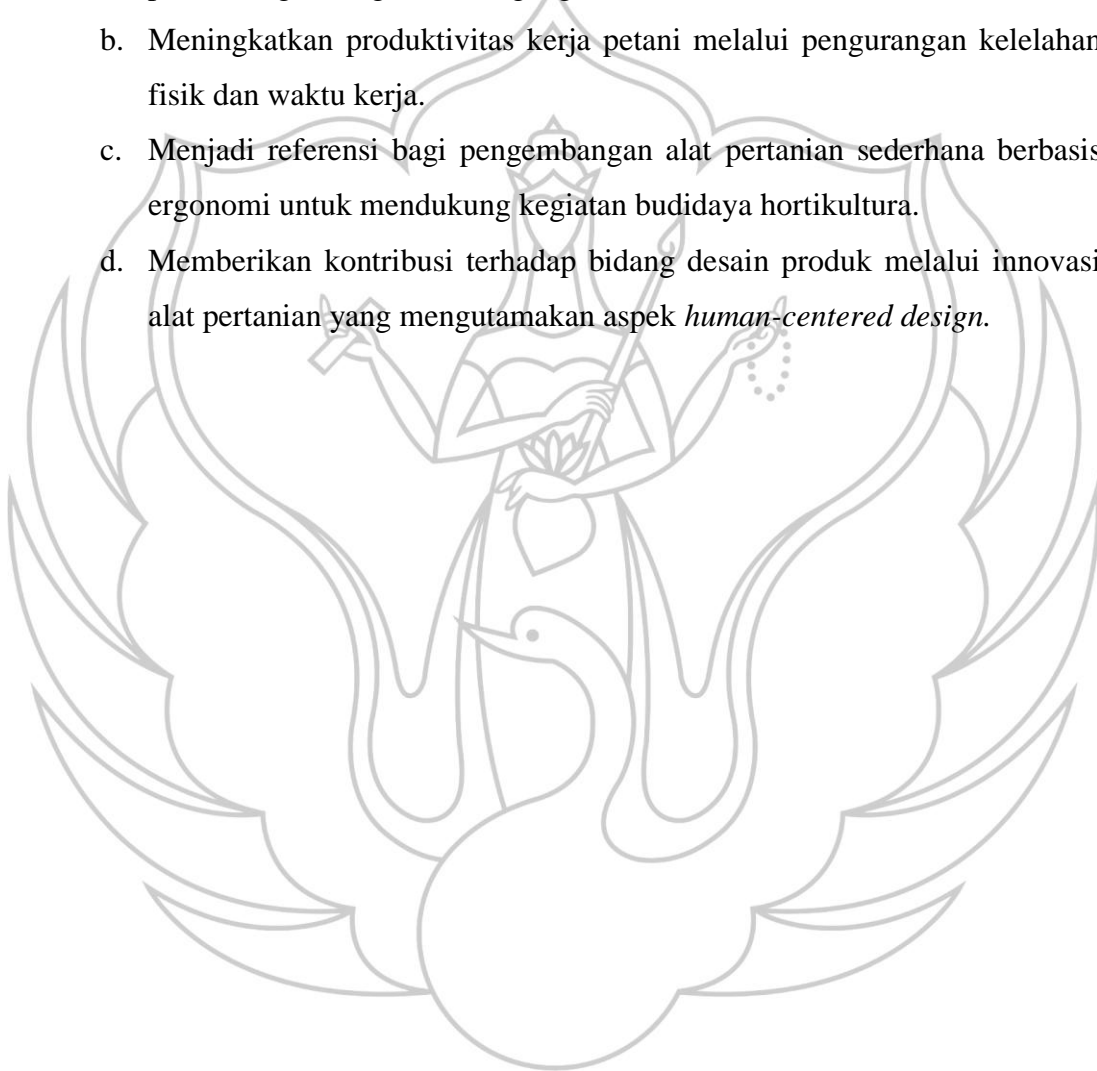 b. Meningkatkan produktivitas kerja petani melalui pengurangan kelelahan
fisik dan waktu kerja.
c. Menjadi referensi bagi pengembangan alat pertanian sederhana berbasis
ergonomi untuk mendukung kegiatan budidaya hortikultura.
d. Memberikan kontribusi terhadap bidang desain produk melalui innovasi
alat pertanian yang mengutamakan aspek human-centered design.